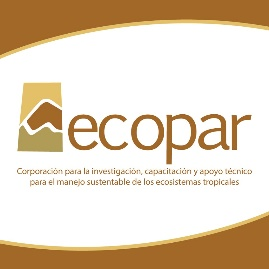 ecopar
Corporación para la investigación, capacitación y apoyo técnico
para el manejo sustentable de los ecosistemas tropicales